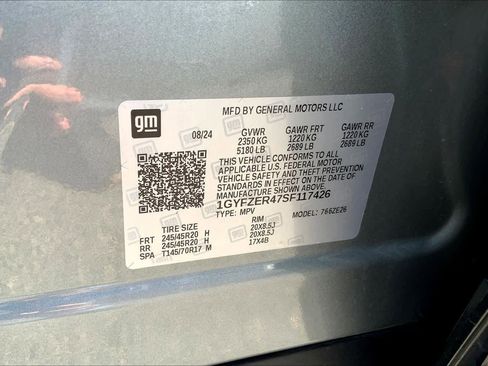 gm
MFD BY GENERAL MOTORS LLC
08/24 GVWR GAWR FRT GAWR RR
2350 KG 1220 KG 1220 KG
5180 LB 2689 LB 2689 LB
THIS VEHICLE CONFORMS TO ALL
APPLICABLE U.S. FEDERAL MOTOR
VEHICLE SAFETY AND THEFT PREVENTION
STANDARDS IN EFFECT ON THE DATE OF
MANUFACTURE SHOWN ABOVE.
1GYFZER47SF117426
TYPE: MPV MODEL: 766ZE26
TIRE SIZE RIM
FRT 245/45R20 H 20X8.5J
RR 245/45R20 H 20X8.5J
SPA T145/70R17 M 17X4B